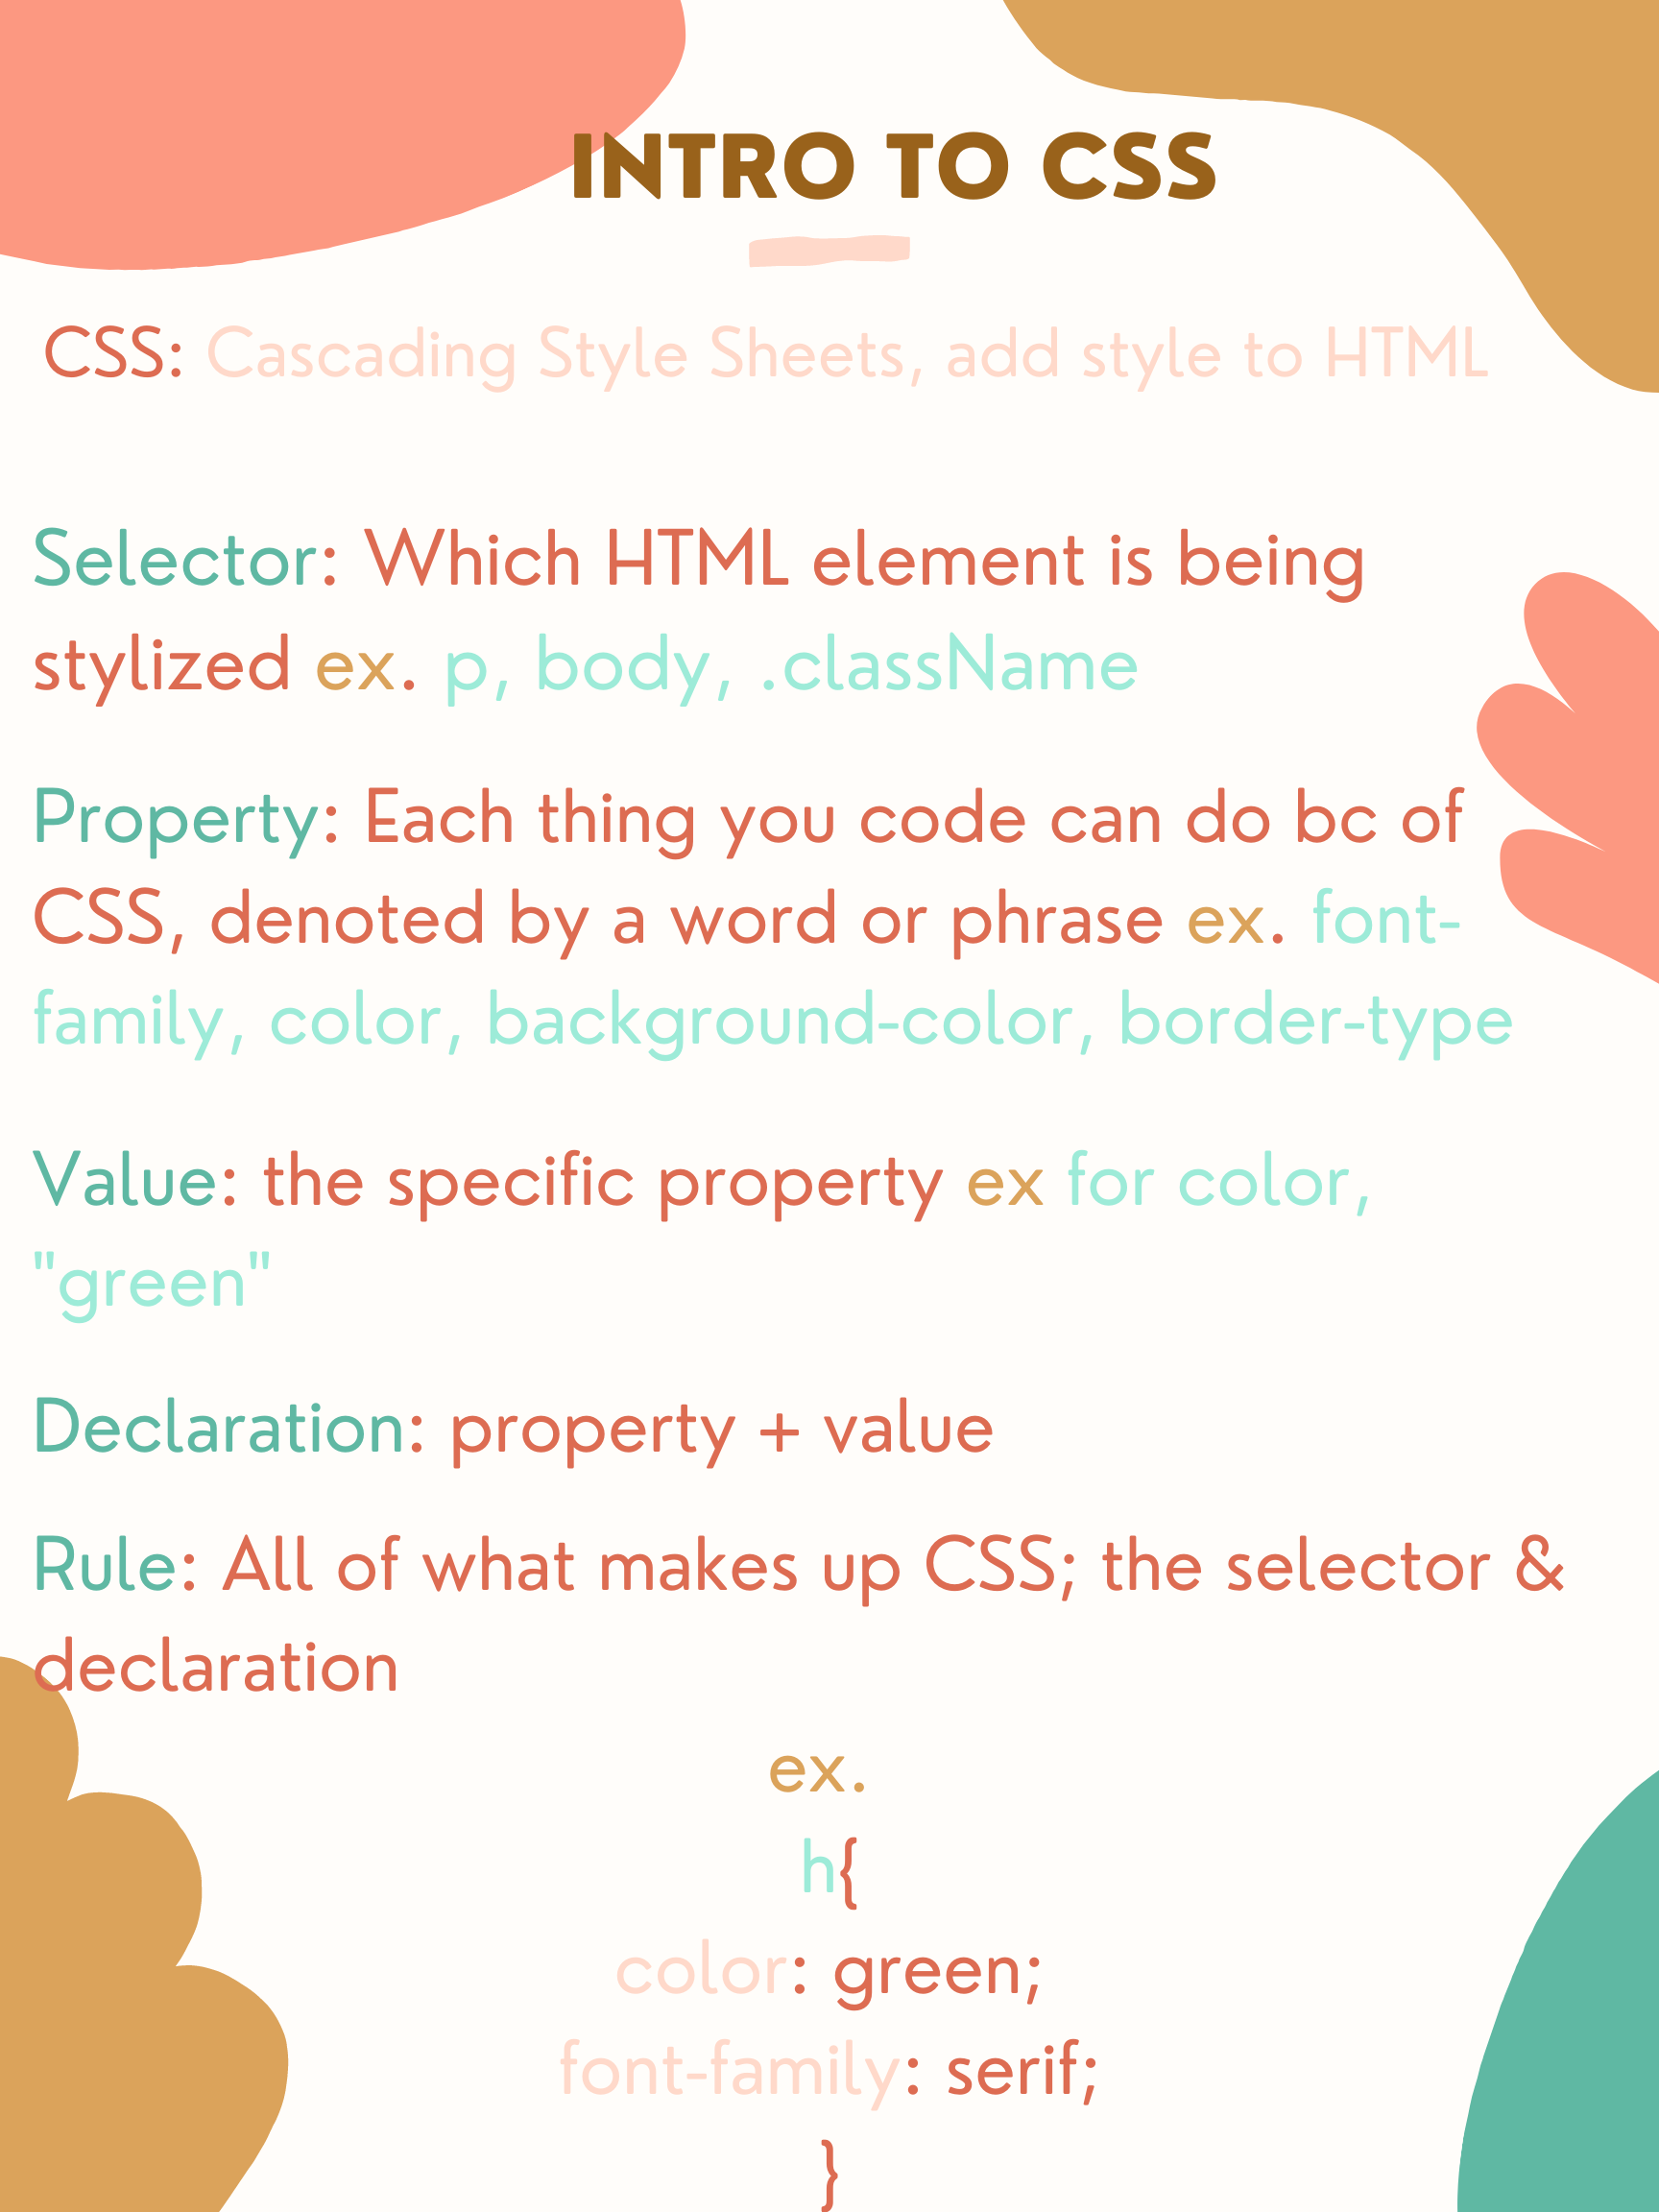 INTRO TO CSS
CSS: Cascading Style Sheets, add style to HTML
Selector: Which HTML element is being
stylized ex. p, body, .className
Property: Each thing you code can do bc of
CSS, denoted by a word or phrase ex. font-
family, color, background-color, border-type
Value: the specific property ex for color,
"green"
Declaration: property + value
Rule: All of what makes up CSS; the selector &
declaration
ex.
h{
color: green;
font-family: serif;
}